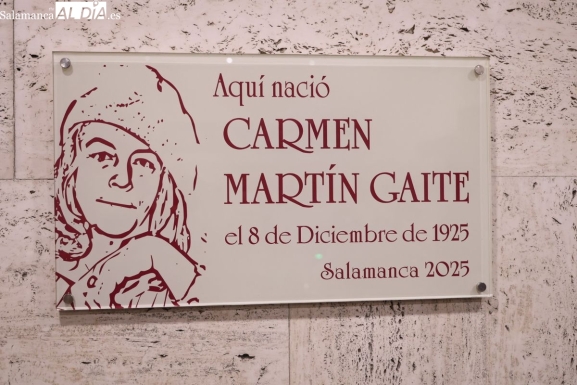 Salamanca AL DÍA .es
Aquí nació
CARMEN
MARTÍN GAITE
el 8 de Diciembre de 1925
Salamanca 2025